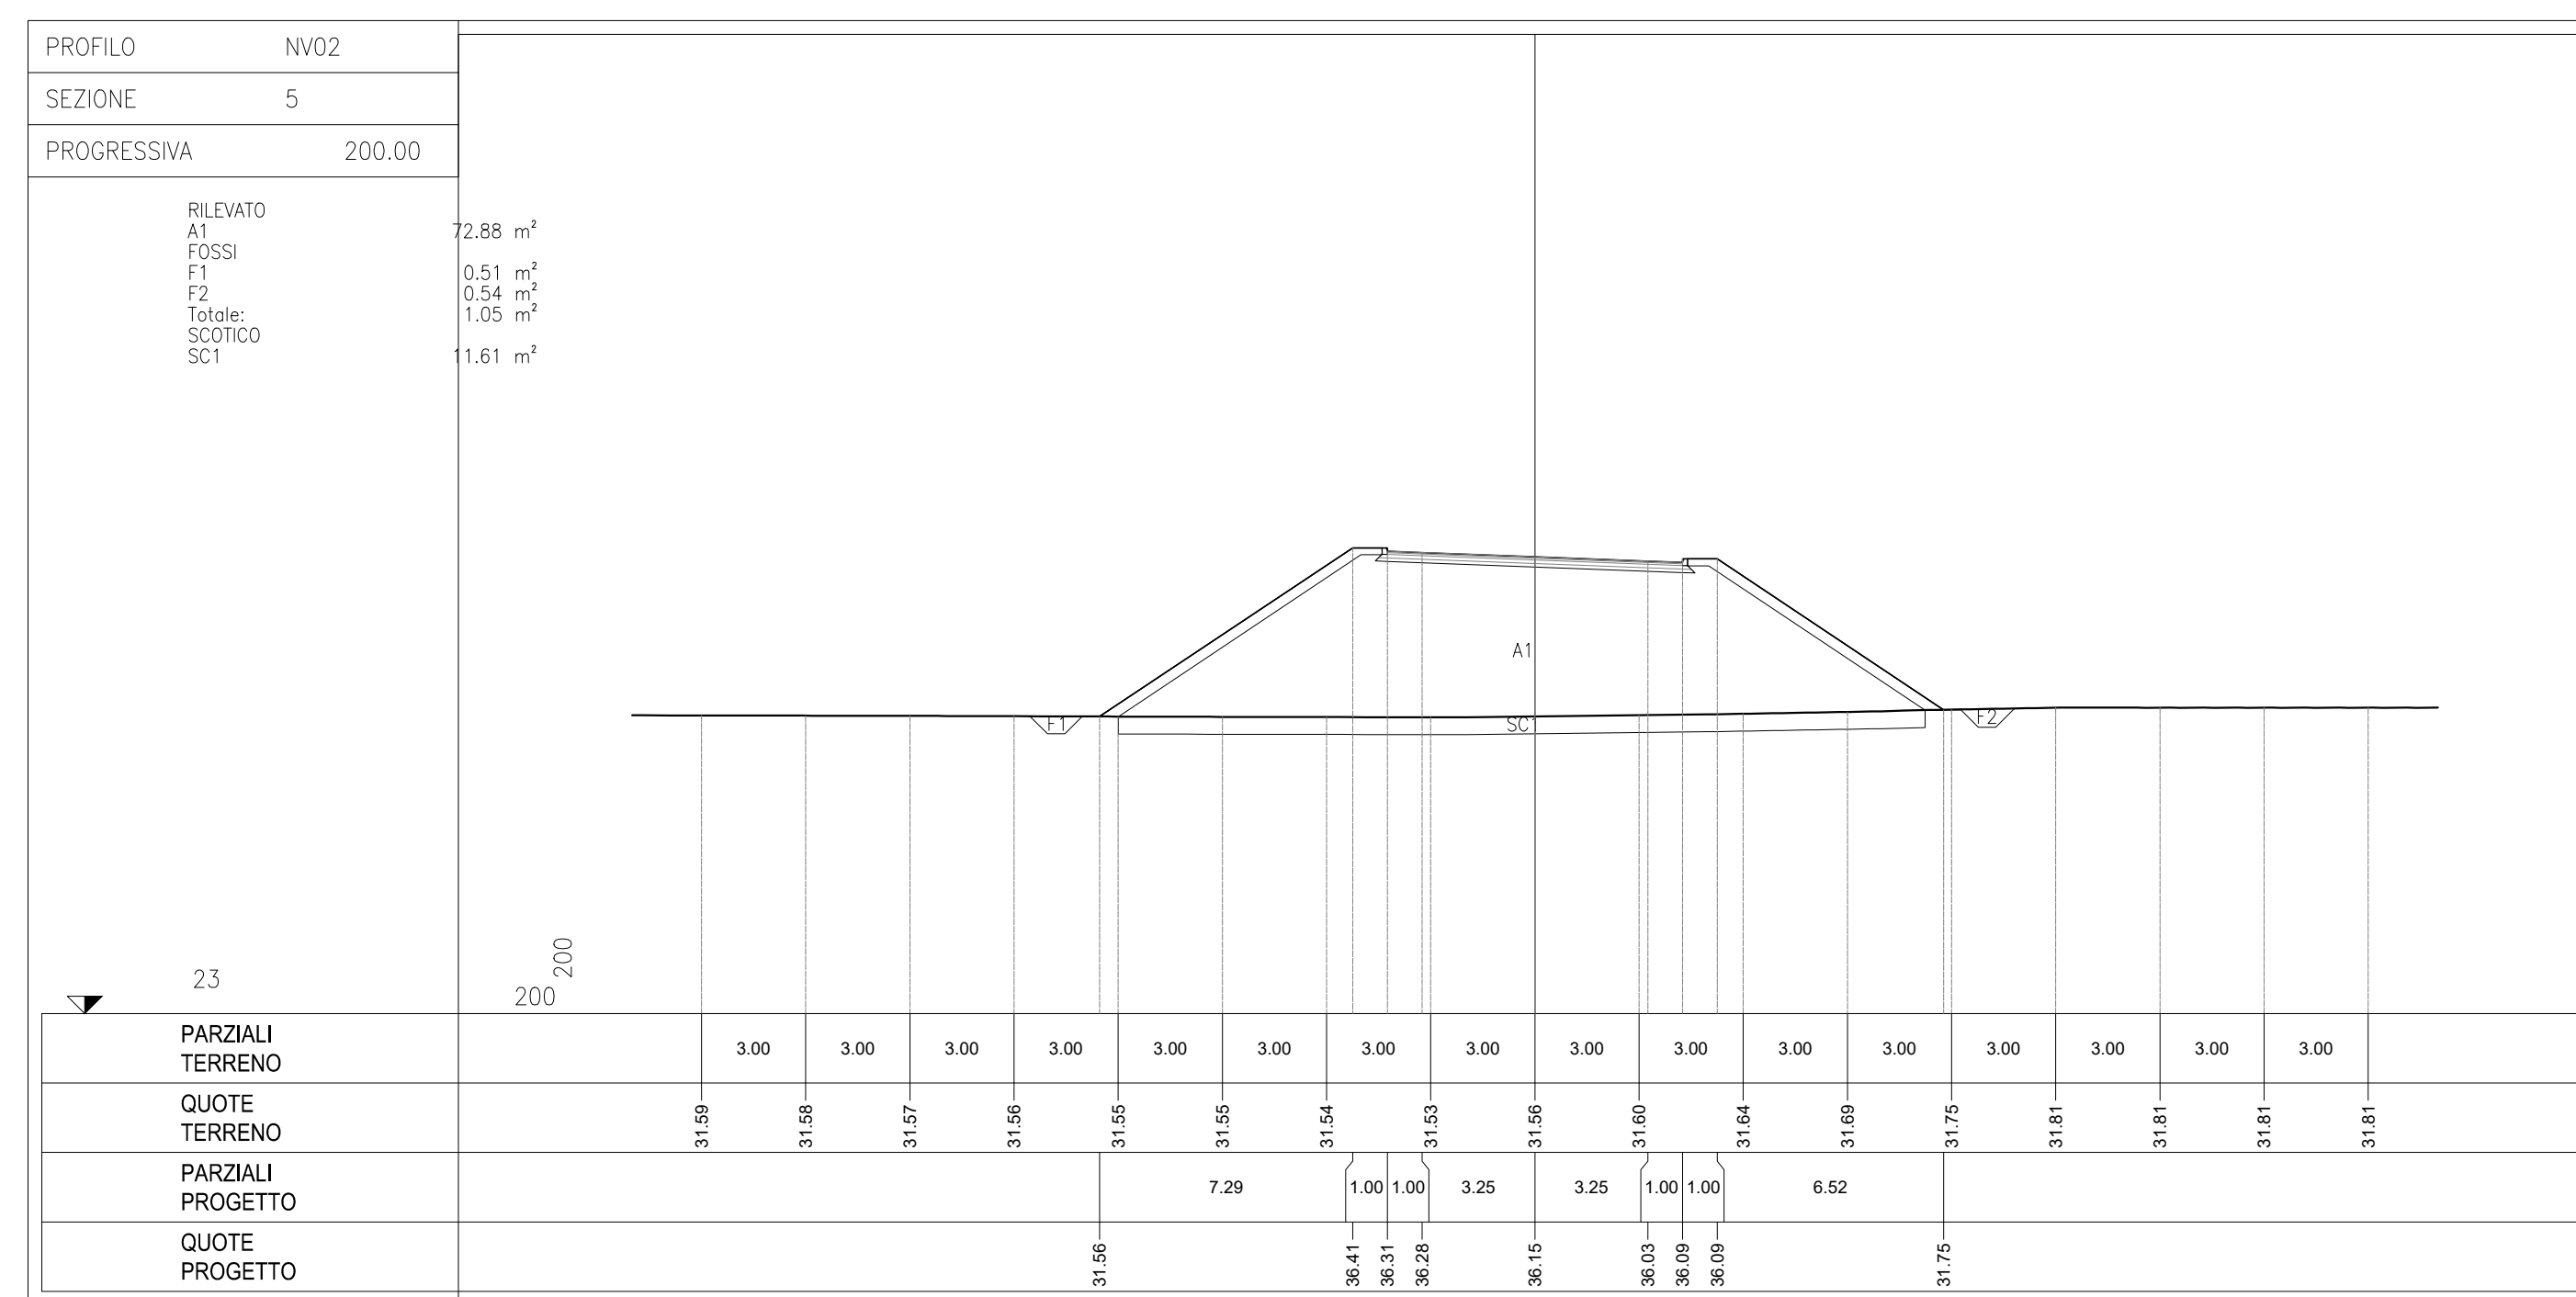 PROFILO NV02
SEZIONE 5
PROGRESSIVA 200.00
RILEVATO
A1 72.88 m²
FOSSI
F1 0.51 m²
F2 0.54 m²
Totale: 1.05 m²
SCOTICO
SC1 11.61 m²
A1
F1
SC1
F2
23
200
200
PARZIALI
TERRENO
3.00 3.00 3.00 3.00 3.00 3.00 3.00 3.00 3.00 3.00 3.00 3.00 3.00 3.00 3.00 3.00
QUOTE
TERRENO
31.59 31.58 31.57 31.56 31.55 31.55 31.54 31.53 31.56 31.60 31.64 31.69 31.75 31.81 31.81 31.81 31.81
PARZIALI
PROGETTO
7.29 1.00 1.00 3.25 3.25 1.00 1.00 6.52
QUOTE
PROGETTO
31.56 36.41 36.31 36.28 36.15 36.03 36.09 36.09 31.75